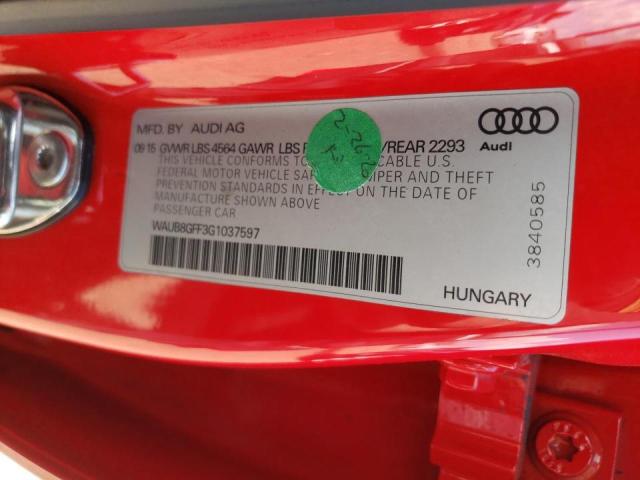 MFD. BY AUDI AG
09 15 GVWR LBS 4564 GAWR LBS /REAR 2293
THIS VEHICLE CONFORMS TO CABLE U.S.
FEDERAL MOTOR VEHICLE AND THEFT
PREVENTION STANDARDS IN EFFECT ON THE DATE OF
MANUFACTURE SHOWN ABOVE
PASSENGER CAR
WAUB8GFF3G1037597
Audi
3840585
HUNGARY